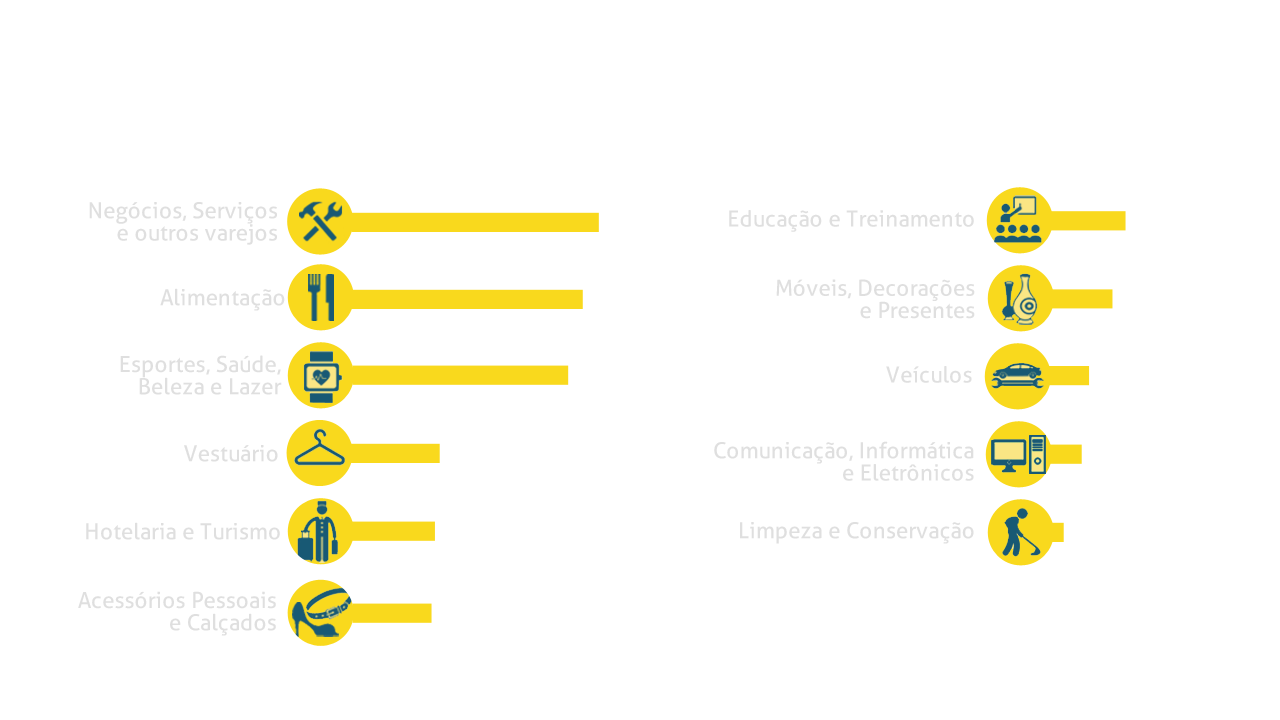 Negócios, Serviços
e outros varejos
Alimentação
Esportes, Saúde,
Beleza e Lazer
Vestuário
Hotelaria e Turismo
Acessórios Pessoais
e Calçados
Educação e Treinamento
Móveis, Decorações
e Presentes
Veículos
Comunicação, Informática
e Eletrônicos
Limpeza e Conservação